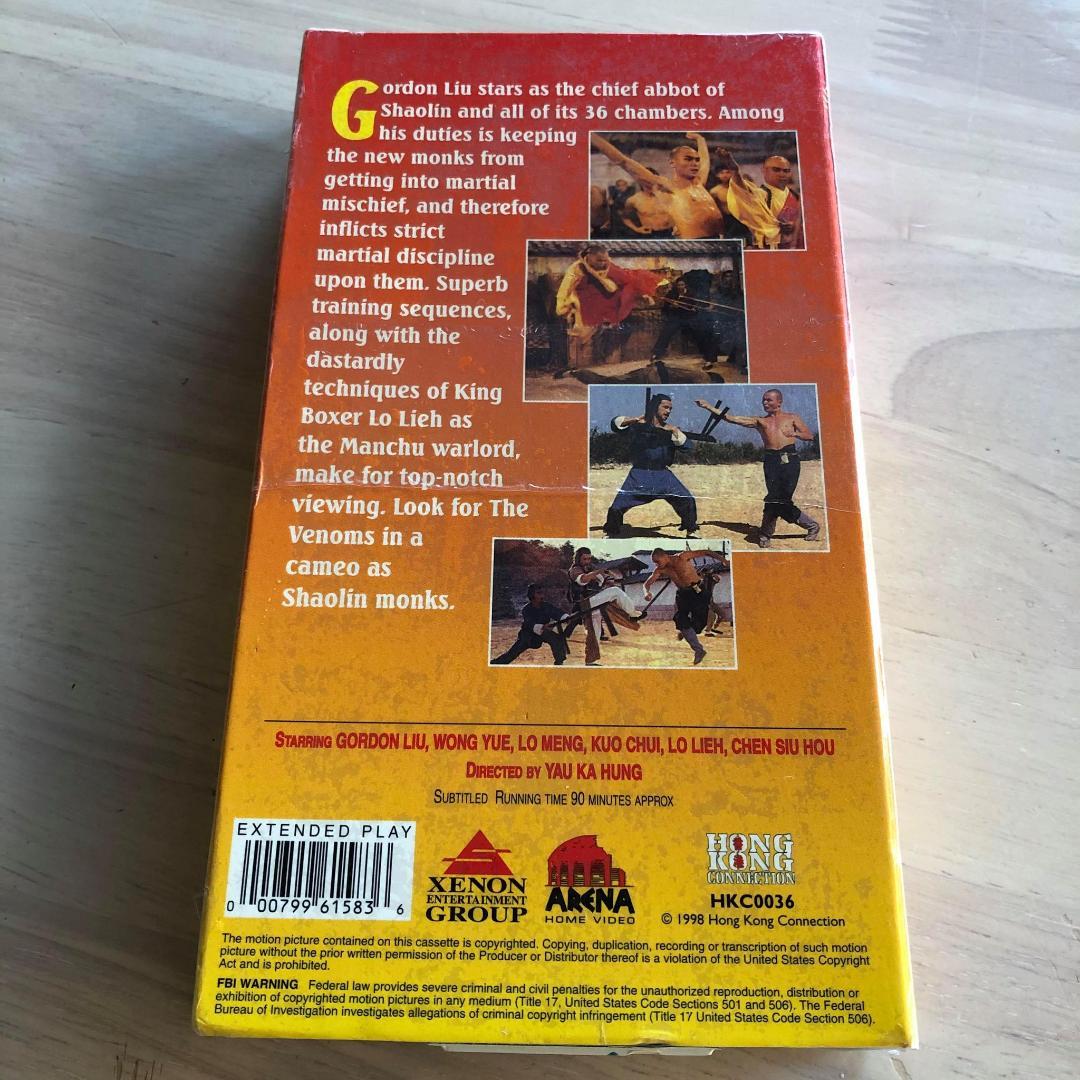 Gordon Liu stars as the chief abbot of
Shaolin and all of its 36 chambers. Among
his duties is keeping
the new monks from
getting into martial
mischief, and therefore
inflicts strict
martial discipline
upon them. Superb
training sequences,
along with the
dastardly
techniques of King
Boxer Lo Lieh as
the Manchu warlord,
make for top-notch
viewing. Look for The
Venoms in a
cameo as
Shaolin monks.
STARRING GORDON LIU, WONG YUE, LO MENG, KUO CHUI, LO LIEH, CHEN SIU HOU
DIRECTED BY YAU KA HUNG
SUBTITLED RUNNING TIME 90 MINUTES APPROX
EXTENDED PLAY
0 00799 61583 6
XENON
ENTERTAINMENT
GROUP
ARENA
HOME VIDEO
HONG
KONG
CONNECTION
HKC0036
© 1998 Hong Kong Connection
The motion picture contained on this cassette is copyrighted. Copying, duplication, recording or transcription of such motion
picture without the prior written permission of the Producer or Distributor thereof is a violation of the United States Copyright
Act and is prohibited.
FBI WARNING Federal law provides severe criminal and civil penalties for the unauthorized reproduction, distribution or
exhibition of copyrighted motion pictures in any medium (Title 17, United States Code Sections 501 and 506). The Federal
Bureau of Investigation investigates allegations of criminal copyright infringement (Title 17 United States Code Section 506).